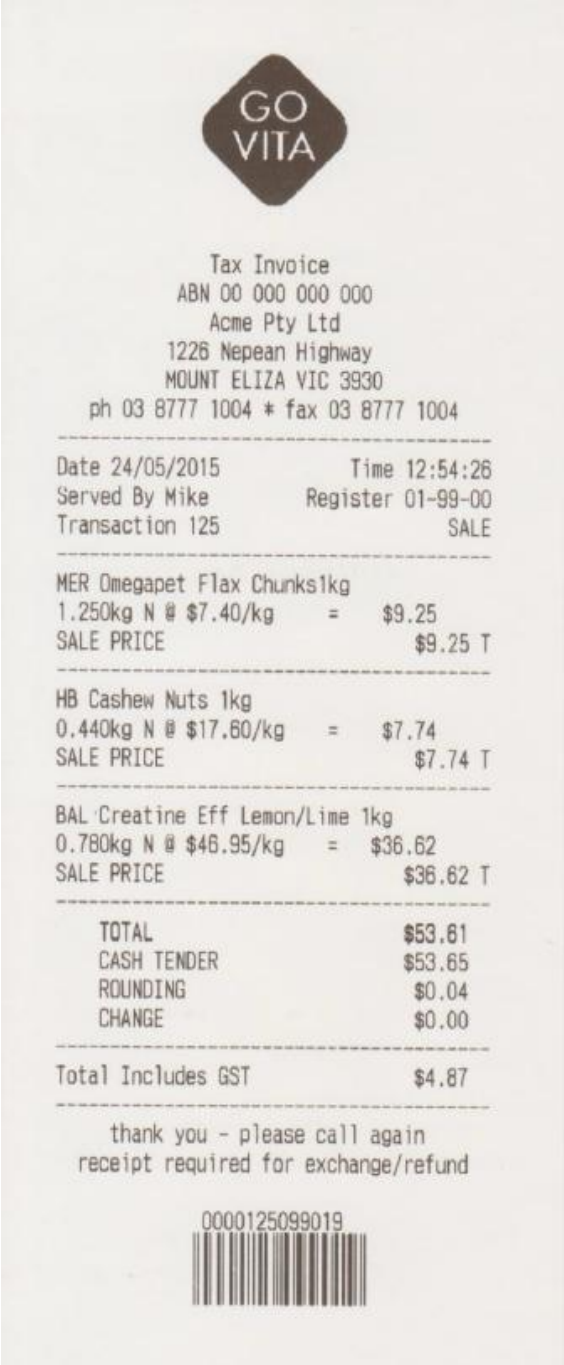 GO
VITA
Tax Invoice
ABN 00 000 000 000
Acme Pty Ltd
1226 Nepean Highway
MOUNT ELIZA VIC 3930
ph 03 8777 1004 * fax 03 8777 1004
Date 24/05/2015 Time 12:54:26
Served By Mike Register 01-99-00
Transaction 125 SALE
MER Omegapet Flax Chunks1kg
1.250kg N @ $7.40/kg = $9.25
SALE PRICE $9.25 T
HB Cashew Nuts 1kg
0.440kg N @ $17.60/kg = $7.74
SALE PRICE $7.74 T
BAL Creatine Eff Lemon/Lime 1kg
0.780kg N @ $46.95/kg = $36.62
SALE PRICE $36.62 T
TOTAL $53.61
CASH TENDER $53.65
ROUNDING $0.04
CHANGE $0.00
Total Includes GST $4.87
thank you - please call again
receipt required for exchange/refund
0000125099019